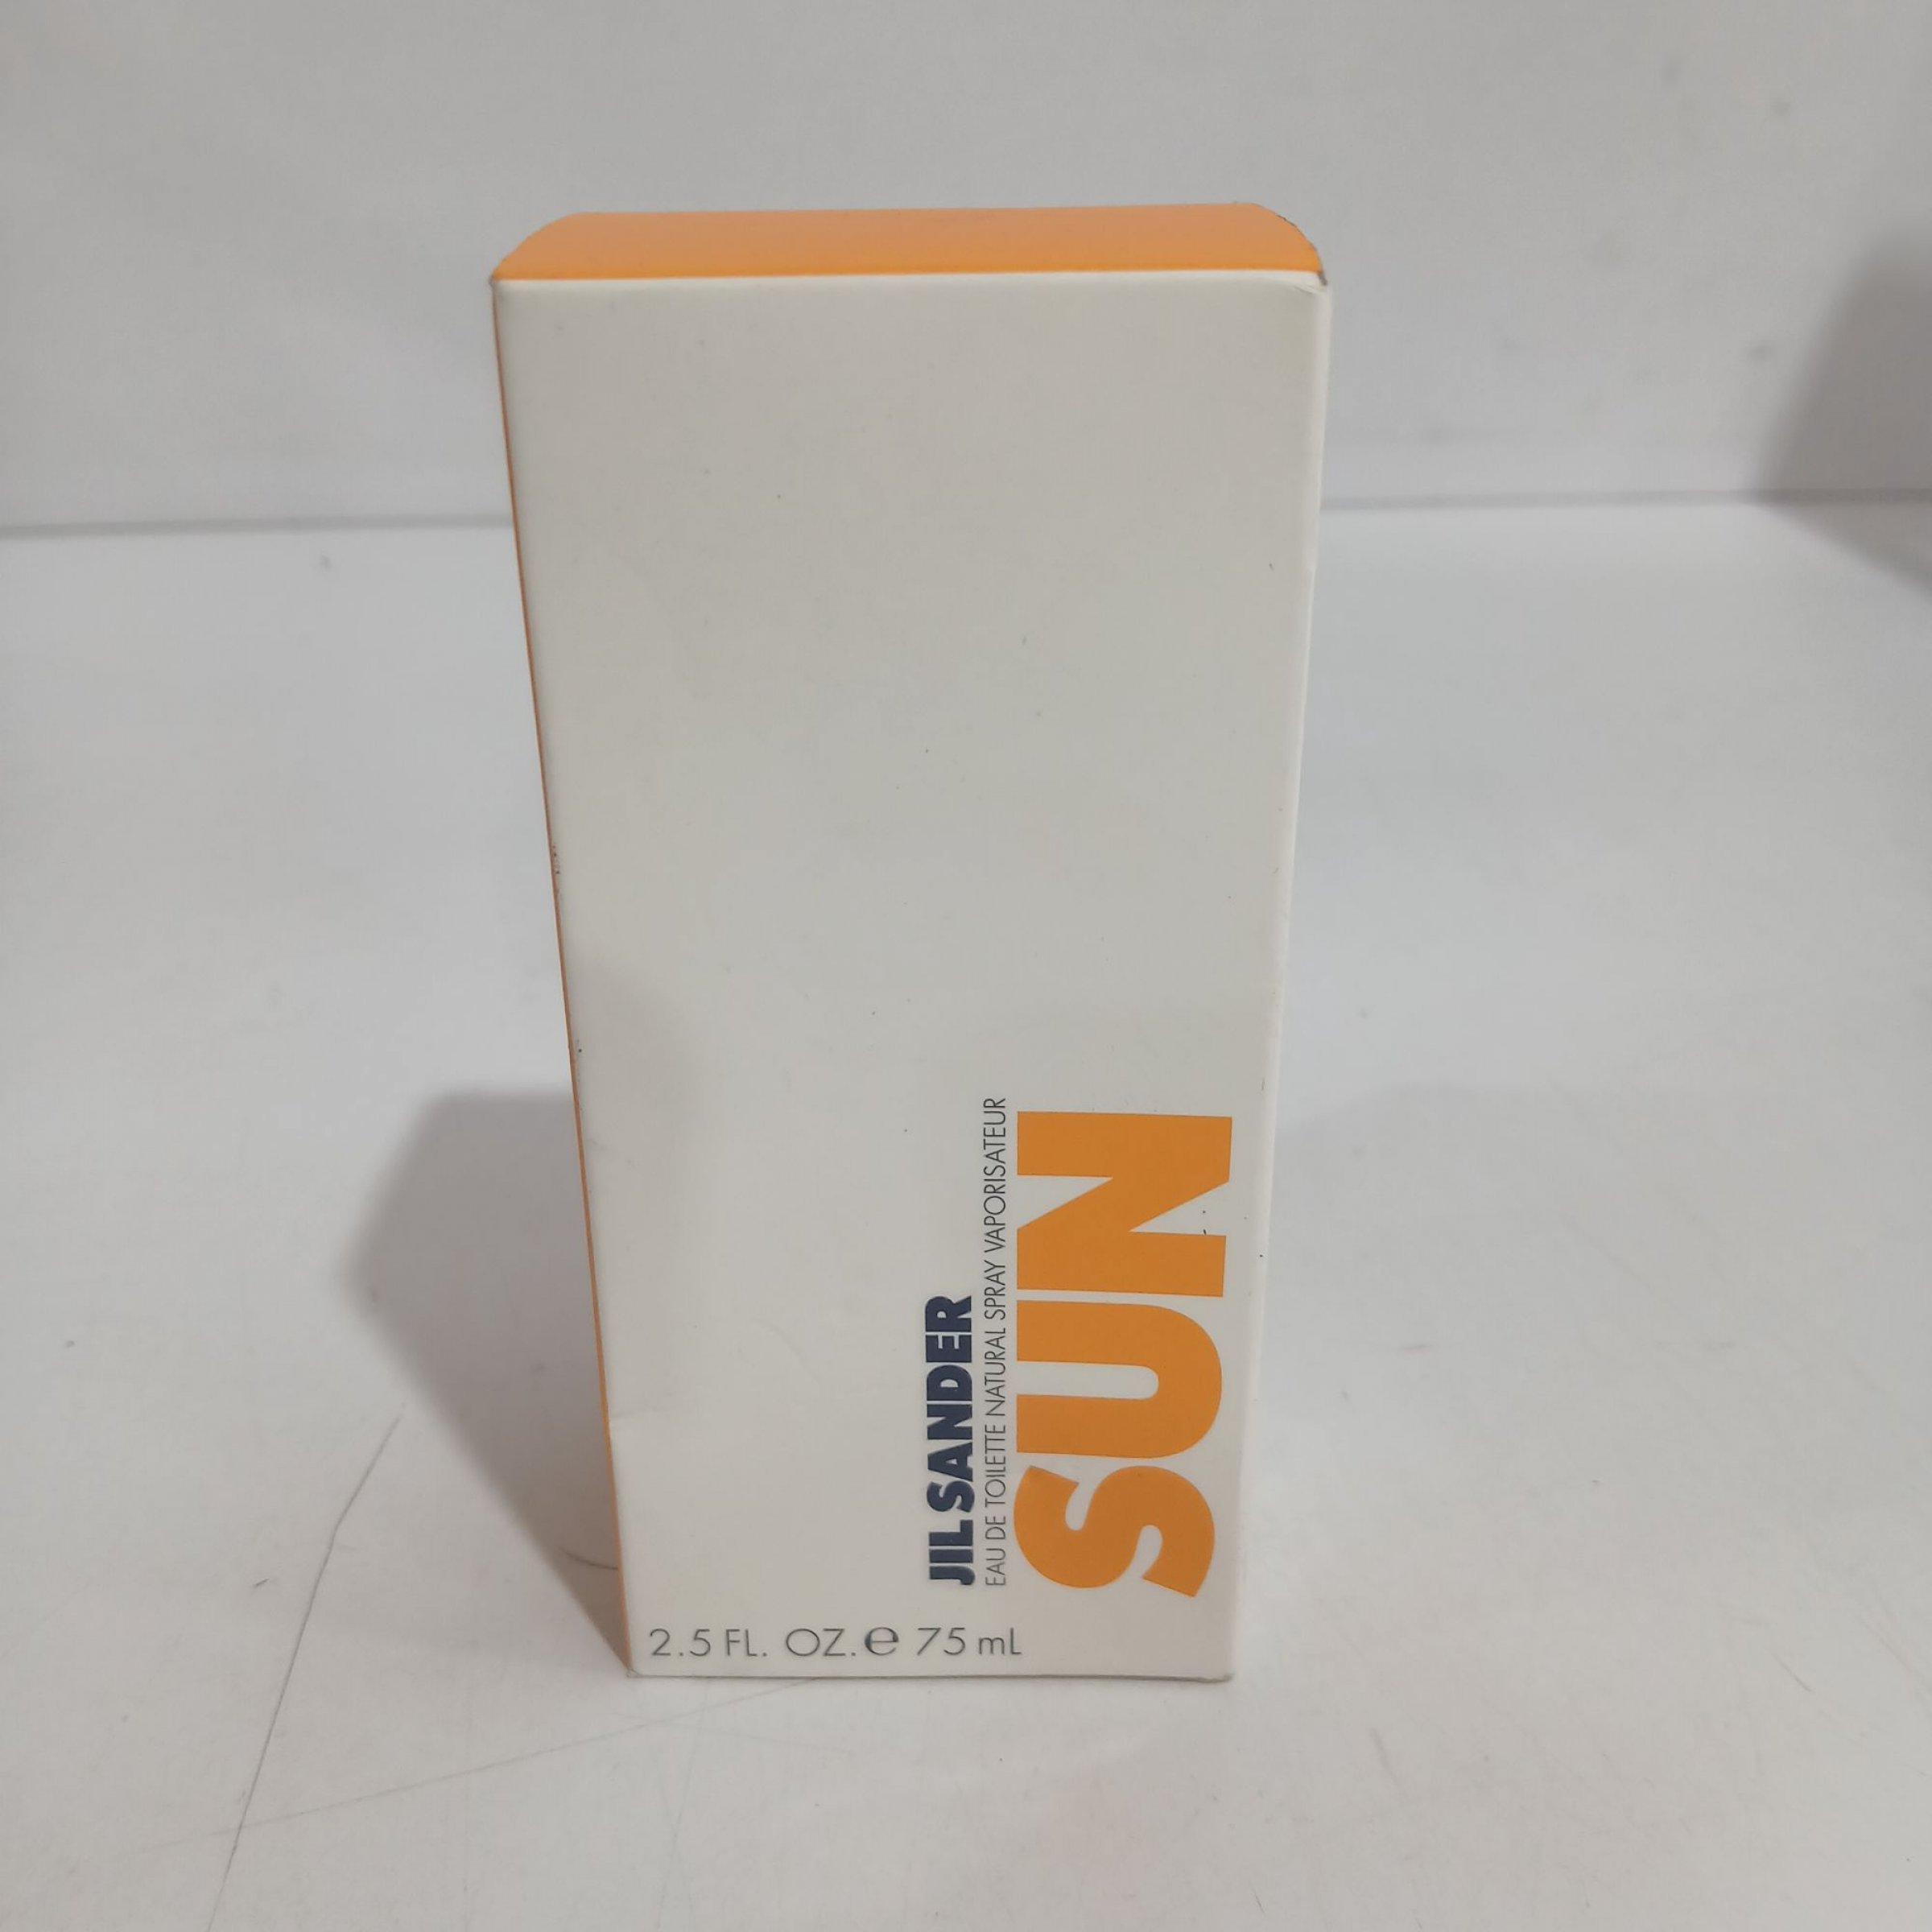 JIL SANDER
EAU DE TOILETTE NATURAL SPRAY VAPORISATEUR
SUN
2.5 FL. OZ. e 75 mL